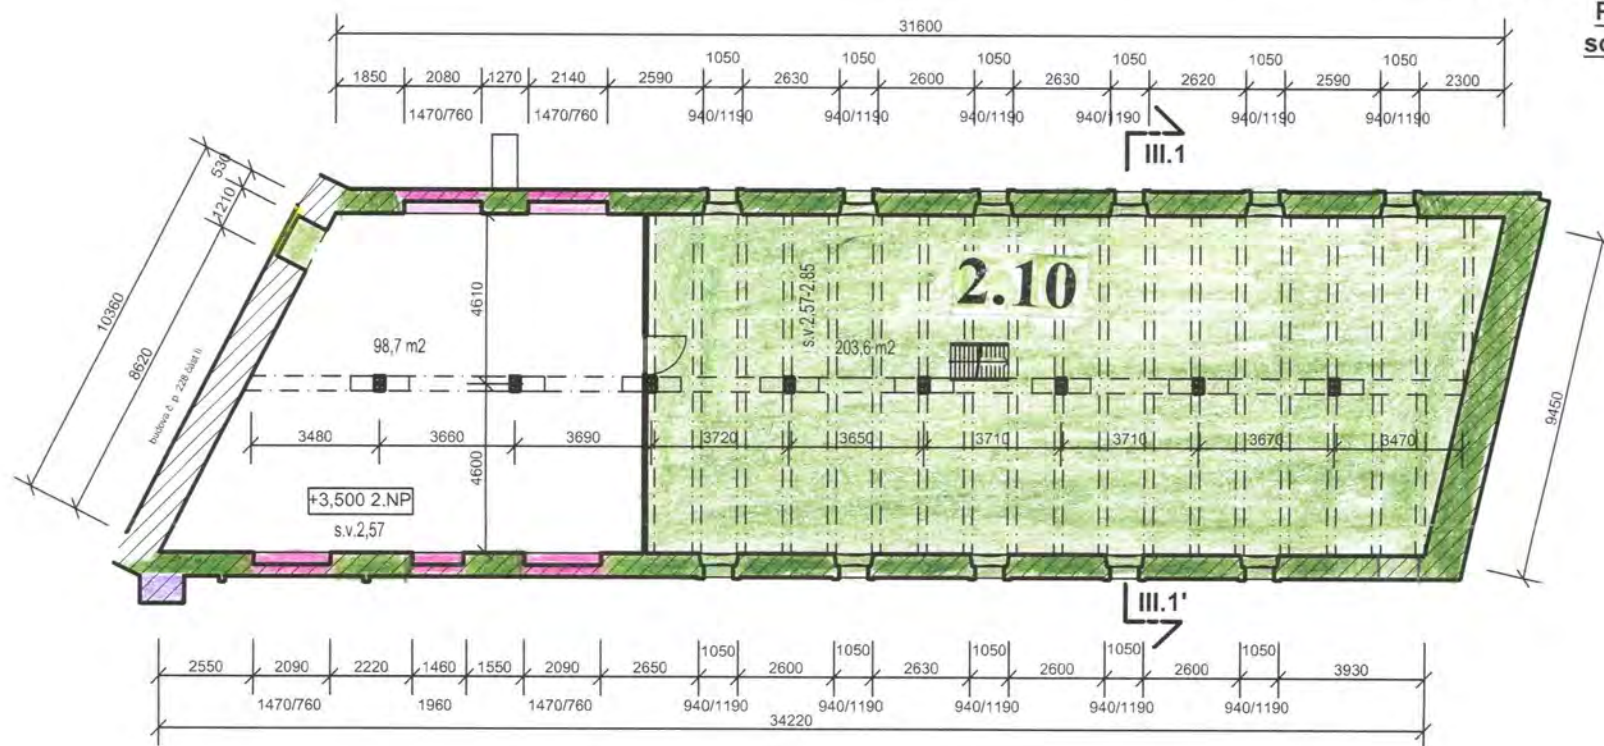 31600
1050 1050 1050 1050 1050 1050
1850 2080 1270 2140 2590 2630 2600 2630 2620 2590 2300
1470/760 1470/760 940/1190 940/1190 940/1190 940/1190 940/1190 940/1190
III.1
530
1210
10360
8620
budova č. p. 228 část II
4610
98,7 m2
s.v.2,57-2,85
2.10
203,6 m2
9450
3480 3660 3690 3720 3650 3710 3710 3670 3470
4600
+3,500 2.NP
s.v.2,57
III.1'
1050 1050 1050 1050 1050
2550 2090 2220 1460 1550 2090 2650 2600 2630 2600 2600 3930
1470/760 1960 1470/760 940/1190 940/1190 940/1190 940/1190 940/1190
34220